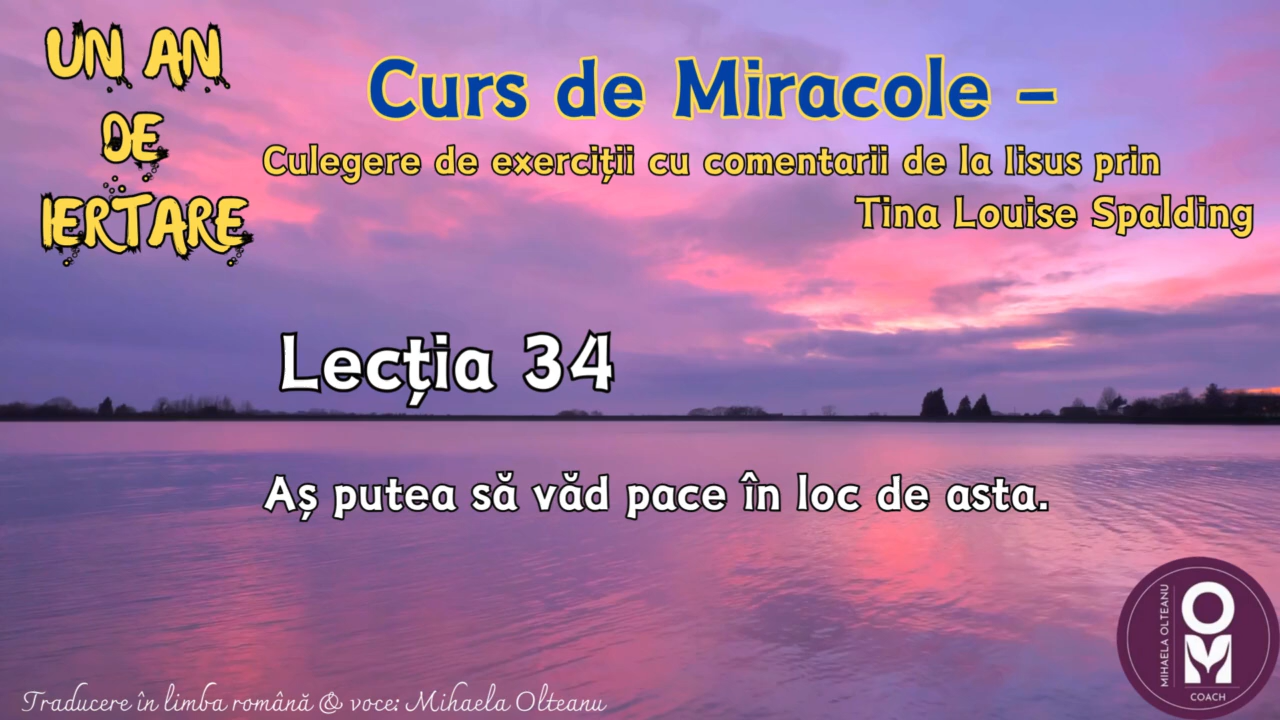 UN AN
DE
IERTARE
Curs de Miracole –
Culegere de exerciții cu comentarii de la Iisus prin
Tina Louise Spalding
Lecția 34
Aș putea să văd pace în loc de asta.
Traducere în limba română & voce: Mihaela Olteanu
MIHAELA OLTEANU
OM
COACH